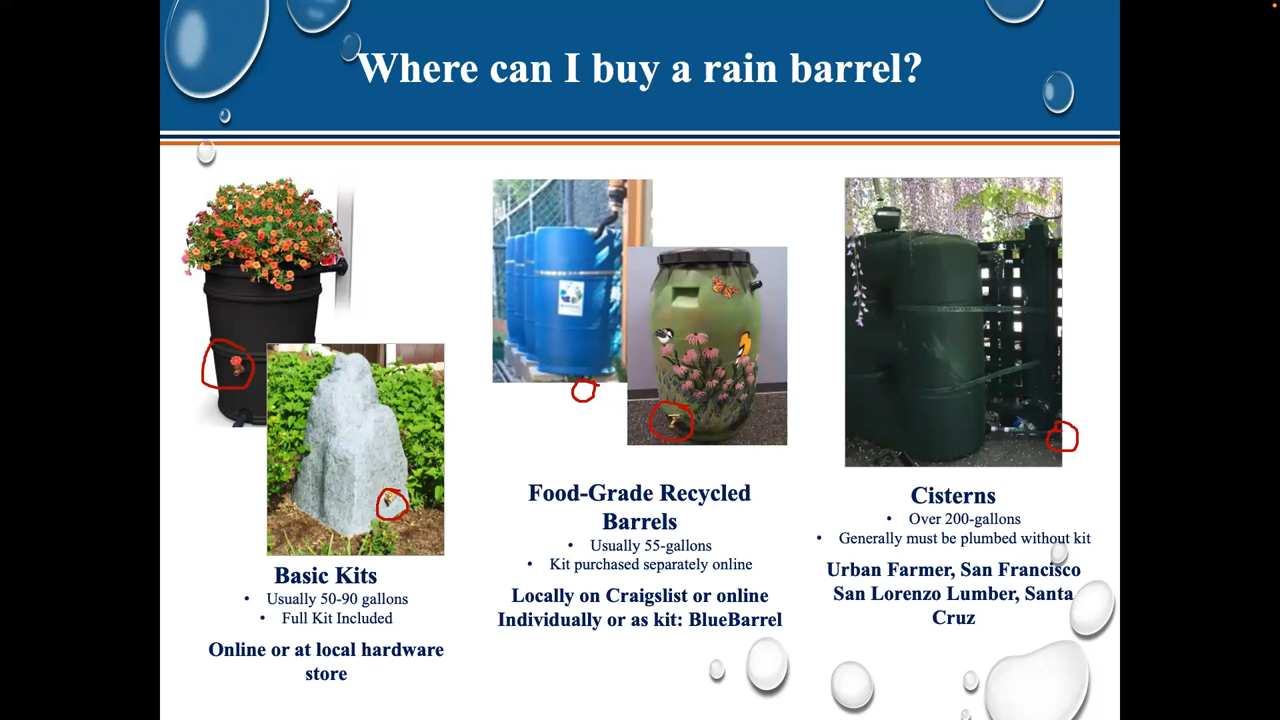 Where can I buy a rain barrel?
Basic Kits
• Usually 50-90 gallons
• Full Kit Included
Online or at local hardware
store
Food-Grade Recycled
Barrels
• Usually 55-gallons
• Kit purchased separately online
Locally on Craigslist or online
Individually or as kit: BlueBarrel
Cisterns
• Over 200-gallons
• Generally must be plumbed without kit
Urban Farmer, San Francisco
San Lorenzo Lumber, Santa
Cruz